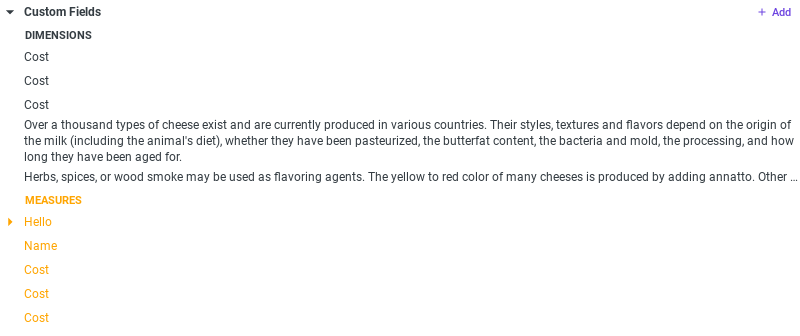 Custom Fields
+ Add
DIMENSIONS
Cost
Cost
Cost
Over a thousand types of cheese exist and are currently produced in various countries. Their styles, textures and flavors depend on the origin of
the milk (including the animal's diet), whether they have been pasteurized, the butterfat content, the bacteria and mold, the processing, and how
long they have been aged for.
Herbs, spices, or wood smoke may be used as flavoring agents. The yellow to red color of many cheeses is produced by adding annatto. Other ...
MEASURES
Hello
Name
Cost
Cost
Cost